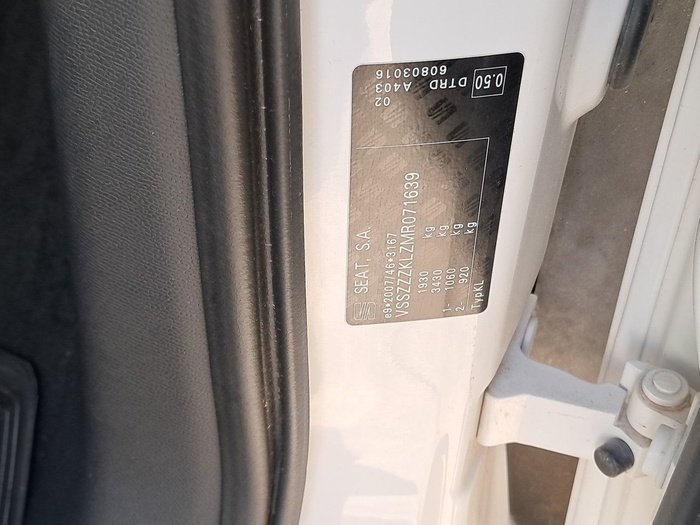 SEAT, S.A.
e9*2007/46*3167
VSSZZZKLZMR071639
1930 kg
3430 kg
1- 1060 kg
2- 920 kg
TypKL
02
A403
60803016
DTRD
0.50